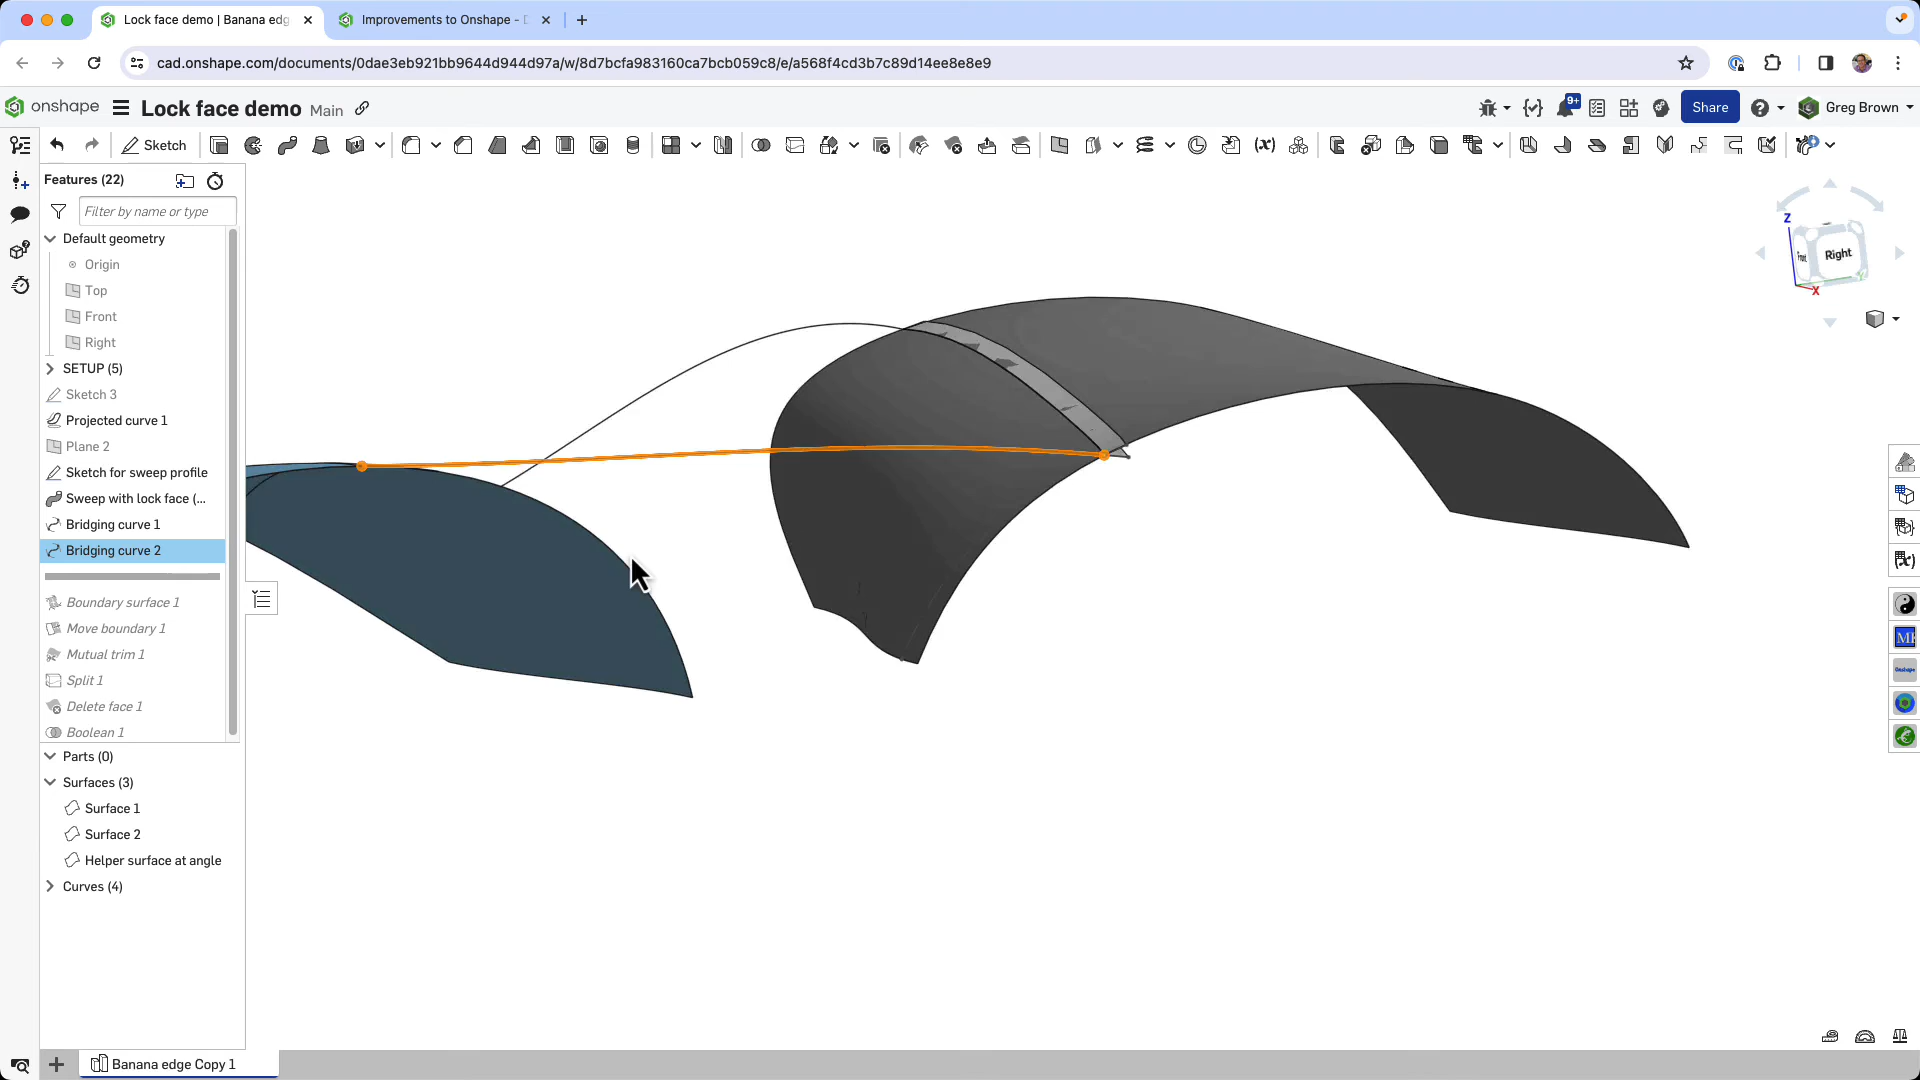 Lock face demo | Banana edg
Improvements to Onshape -
cad.onshape.com/documents/0dae3eb921bb9644d944d97a/w/8d7bcfa983160ca7bcb059c8/e/a568f4cd3b7c89d14ee8e8e9
onshape
Lock face demo Main
9+
Share
Greg Brown
Sketch
(x)
Features (22)
Filter by name or type
Default geometry
Origin
Top
Front
Right
SETUP (5)
Sketch 3
Projected curve 1
Plane 2
Sketch for sweep profile
Sweep with lock face (...
Bridging curve 1
Bridging curve 2
Boundary surface 1
Move boundary 1
Mutual trim 1
Split 1
Delete face 1
Boolean 1
Parts (0)
Surfaces (3)
Surface 1
Surface 2
Helper surface at angle
Curves (4)
Z
Front
Right
Y
X
(x)
Banana edge Copy 1